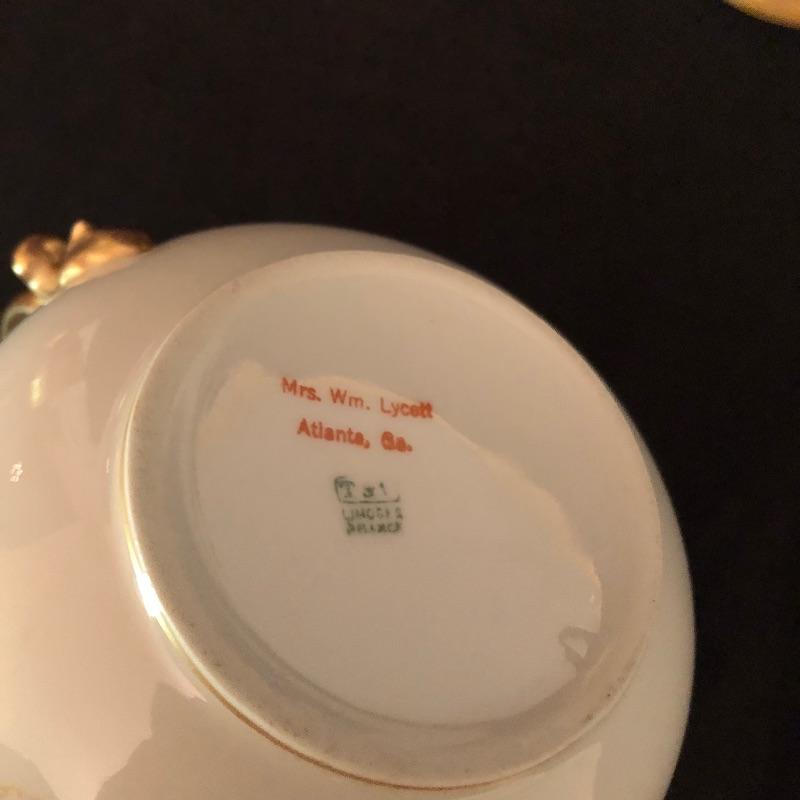 Mrs. Wm. Lycett
Atlanta, Ga.
T & V
LIMOGES
FRANCE